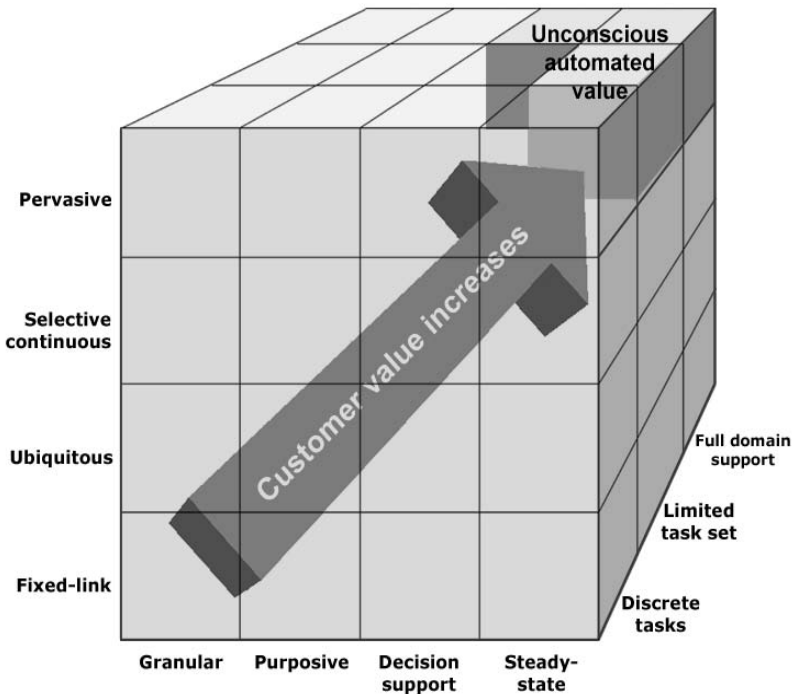 Unconscious
automated
value
Pervasive
Selective
continuous
Ubiquitous
Fixed-link
Customer value increases
Full domain
support
Limited
task set
Discrete
tasks
Granular
Purposive
Decision
support
Steady-
state